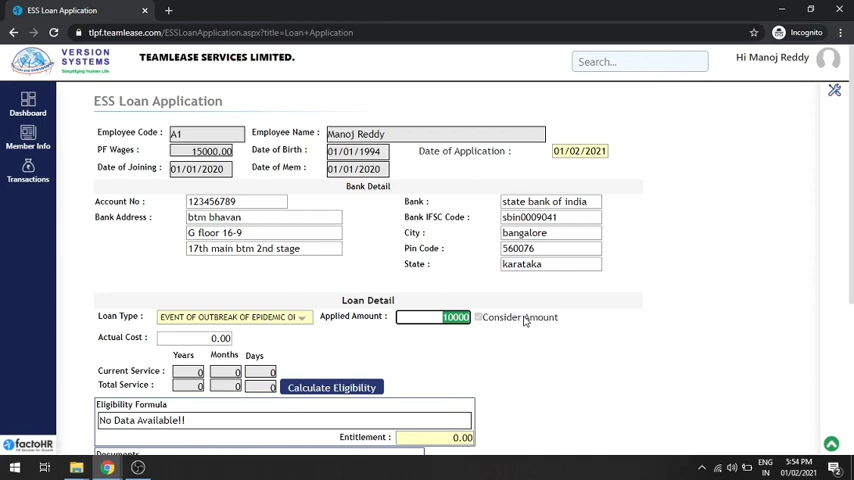 ESS Loan Application
tlpf.teamlease.com/ESSLoanApplication.aspx?title=Loan+Application
Incognito
VERSION
SYSTEMS
Simplifying Human Life
TEAMLEASE SERVICES LIMITED.
Search...
Hi Manoj Reddy
Dashboard
Member Info
Transactions
ESS Loan Application
Employee Code : A1 Employee Name : Manoj Reddy
PF Wages : 15000.00 Date of Birth : 01/01/1994 Date of Application : 01/02/2021
Date of Joining : 01/01/2020 Date of Mem : 01/01/2020
Bank Detail
Account No : 123456789 Bank : state bank of india
Bank Address : btm bhavan Bank IFSC Code : sbin0009041
G floor 16-9 City : bangalore
17th main btm 2nd stage Pin Code : 560076
State : karataka
Loan Detail
Loan Type : EVENT OF OUTBREAK OF EPIDEMIC OF Applied Amount : 10000 Consider Amount
Actual Cost : 0.00
Years Months Days
Current Service : 0 0 0
Total Service : 0 0 0 Calculate Eligibility
Eligibility Formula
No Data Available!!
Entitlement : 0.00
Documents
factoHR
ENG
IN
5:54 PM
01/02/2021
2